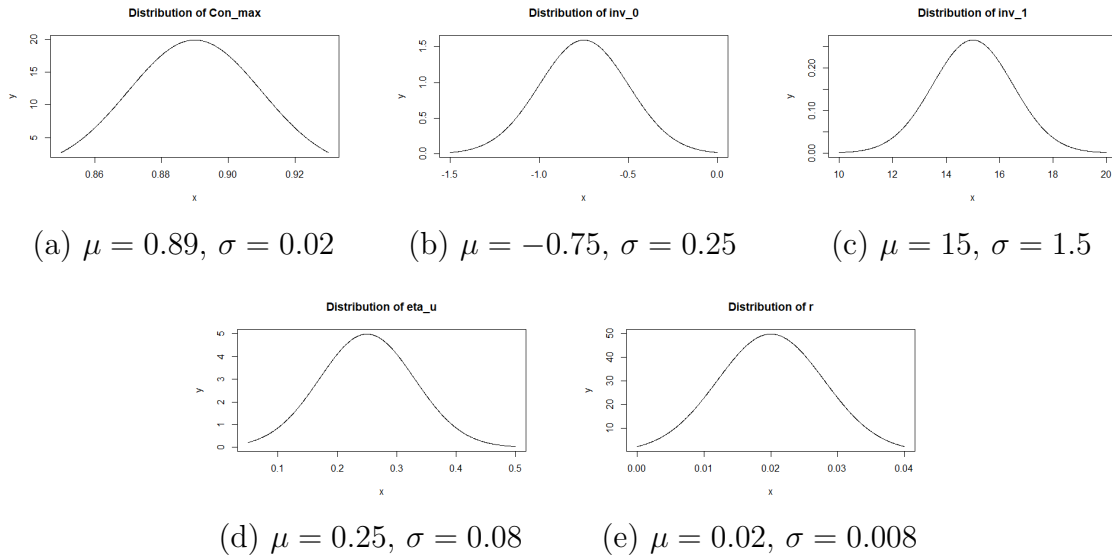 Distribution of Con_max
y
5 10 15 20
0.86 0.88 0.90 0.92
x
(a) μ = 0.89, σ = 0.02
Distribution of inv_0
y
0.0 0.5 1.0 1.5
-1.5 -1.0 -0.5 0.0
x
(b) μ = −0.75, σ = 0.25
Distribution of inv_1
y
0.00 0.10 0.20
10 12 14 16 18 20
x
(c) μ = 15, σ = 1.5
Distribution of eta_u
y
0 1 2 3 4 5
0.1 0.2 0.3 0.4 0.5
x
(d) μ = 0.25, σ = 0.08
Distribution of r
y
10 20 30 40 50
0.00 0.01 0.02 0.03 0.04
x
(e) μ = 0.02, σ = 0.008